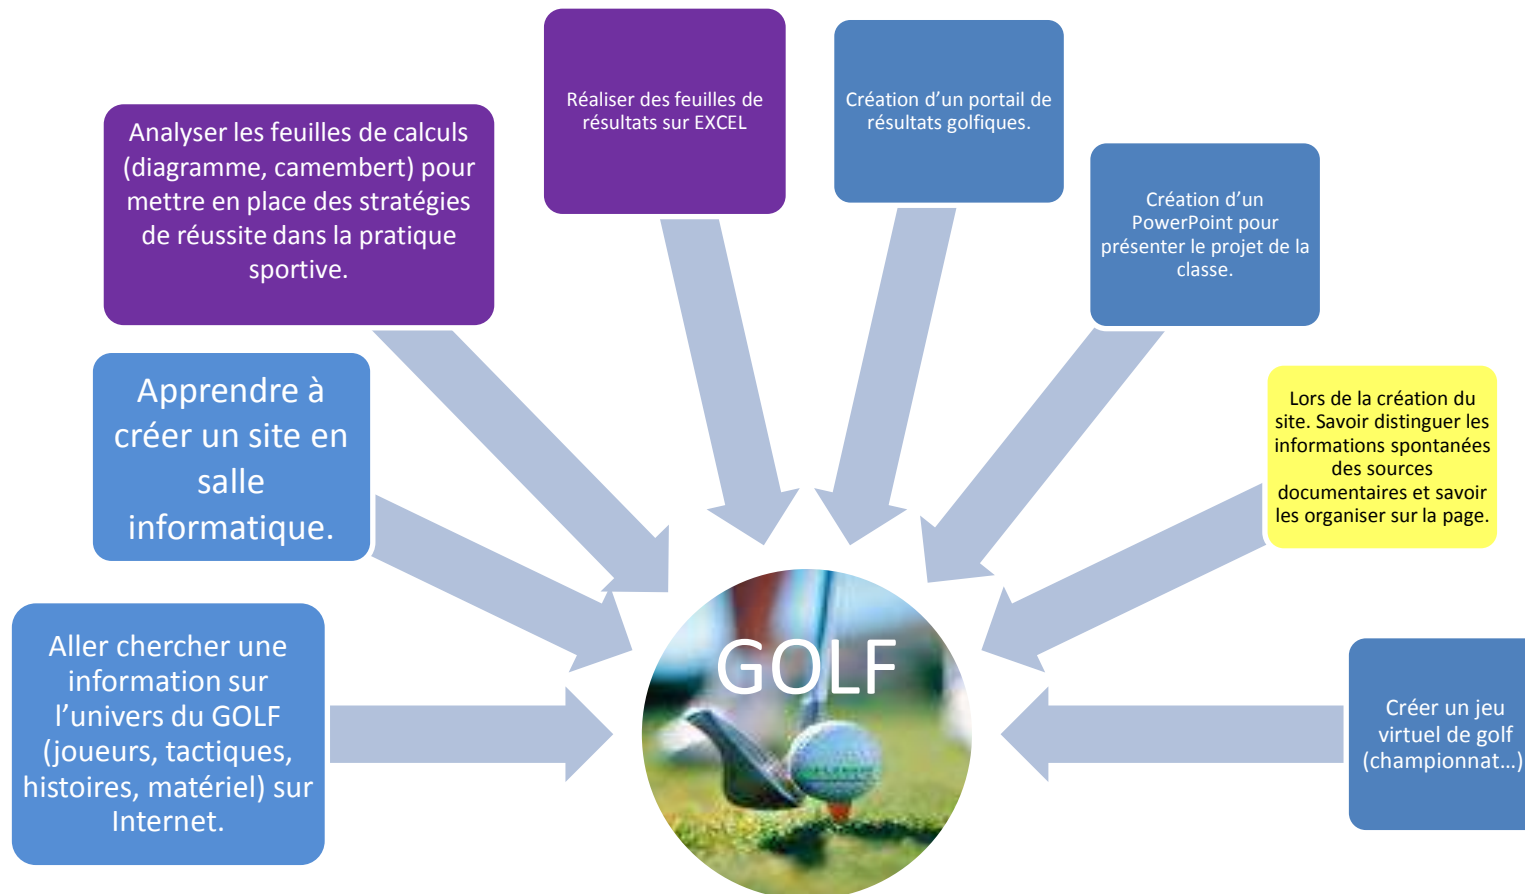 Réaliser des feuilles de
résultats sur EXCEL
Création d’un portail de
résultats golfiques.
Analyser les feuilles de calculs
(diagramme, camembert) pour
mettre en place des stratégies
de réussite dans la pratique
sportive.
Création d’un
PowerPoint pour
présenter le projet de la
classe.
Apprendre à
créer un site en
salle
informatique.
Lors de la création du
site. Savoir distinguer les
informations spontanées
des sources
documentaires et savoir
les organiser sur la page.
Aller chercher une
information sur
l’univers du GOLF
(joueurs, tactiques,
histoires, matériel) sur
Internet.
GOLF
Créer un jeu
virtuel de golf
(championnat…)